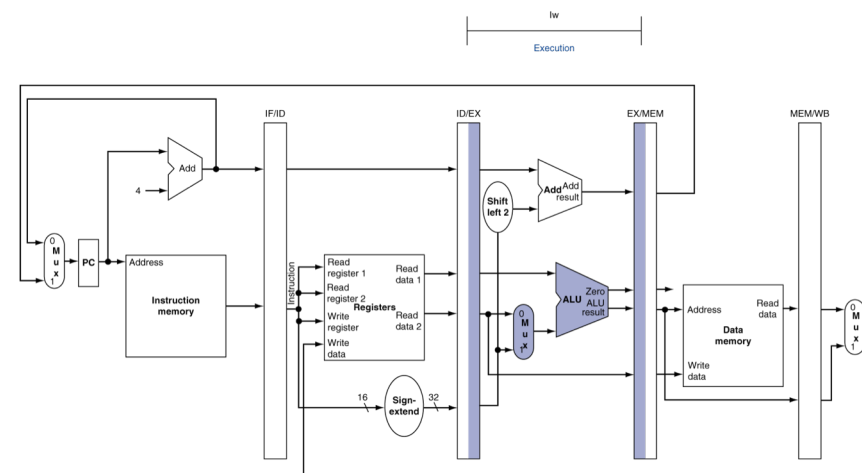 lw
Execution
IF/ID
ID/EX
EX/MEM
MEM/WB
Add
4
Shift
left 2
Add
Add
result
0
M
u
x
1
PC
Address
Instruction
memory
Instruction
Read
register 1
Read
register 2
Registers
Write
register
Write
data
Read
data 1
Read
data 2
0
M
u
x
1
ALU
Zero
ALU
result
Address
Read
data
Data
memory
Write
data
0
M
u
x
1
16
Sign-
extend
32